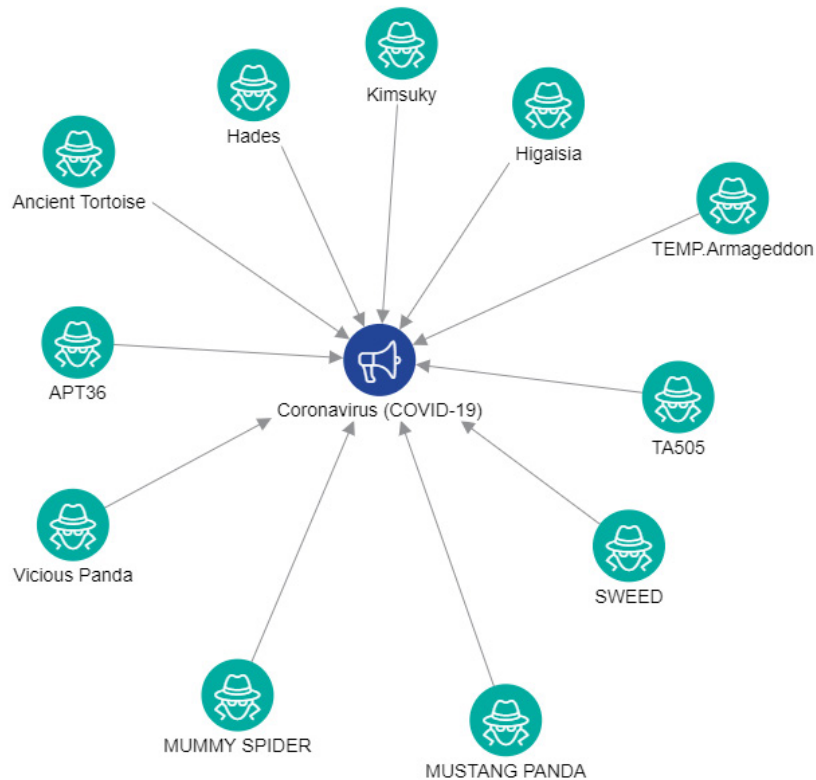 Kimsuky
Hades
Higaisia
Ancient Tortoise
TEMP.Armageddon
APT36
Coronavirus (COVID-19)
TA505
Vicious Panda
SWEED
MUMMY SPIDER
MUSTANG PANDA